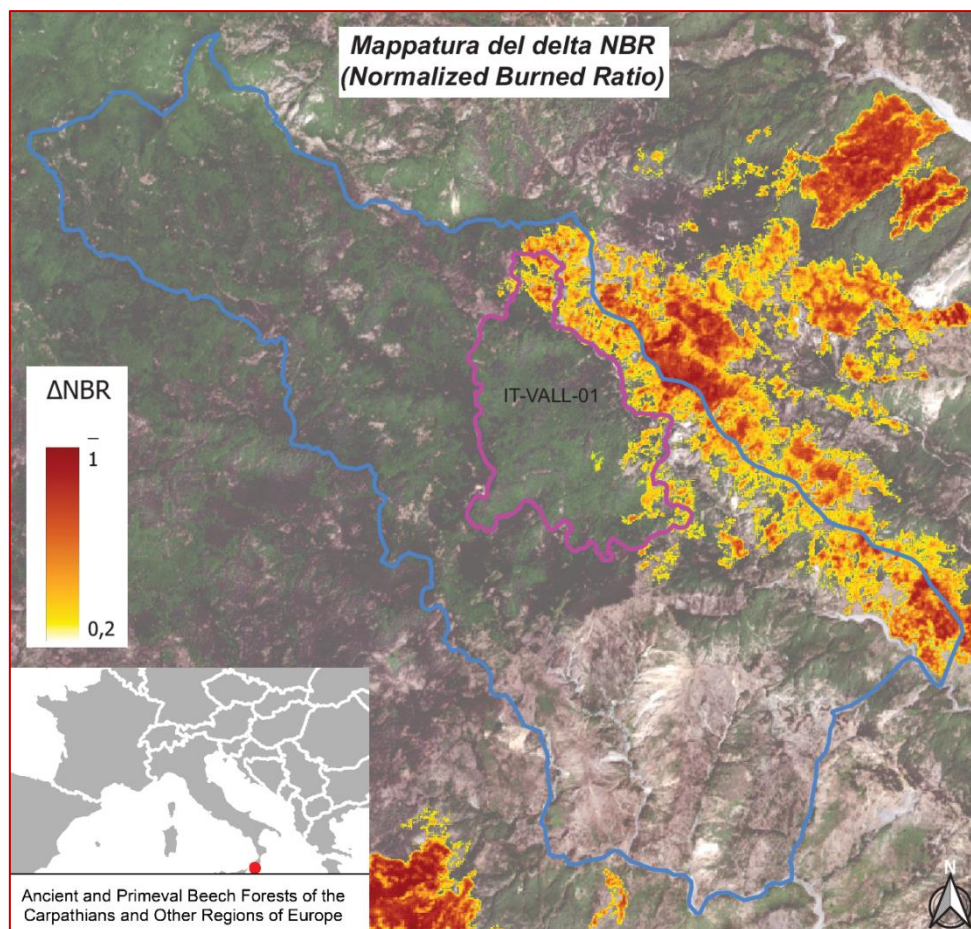 Mappatura del delta NBR
(Normalized Burned Ratio)
IT-VALL-01
ΔNBR
1
0,2
Ancient and Primeval Beech Forests of the
Carpathians and Other Regions of Europe
N